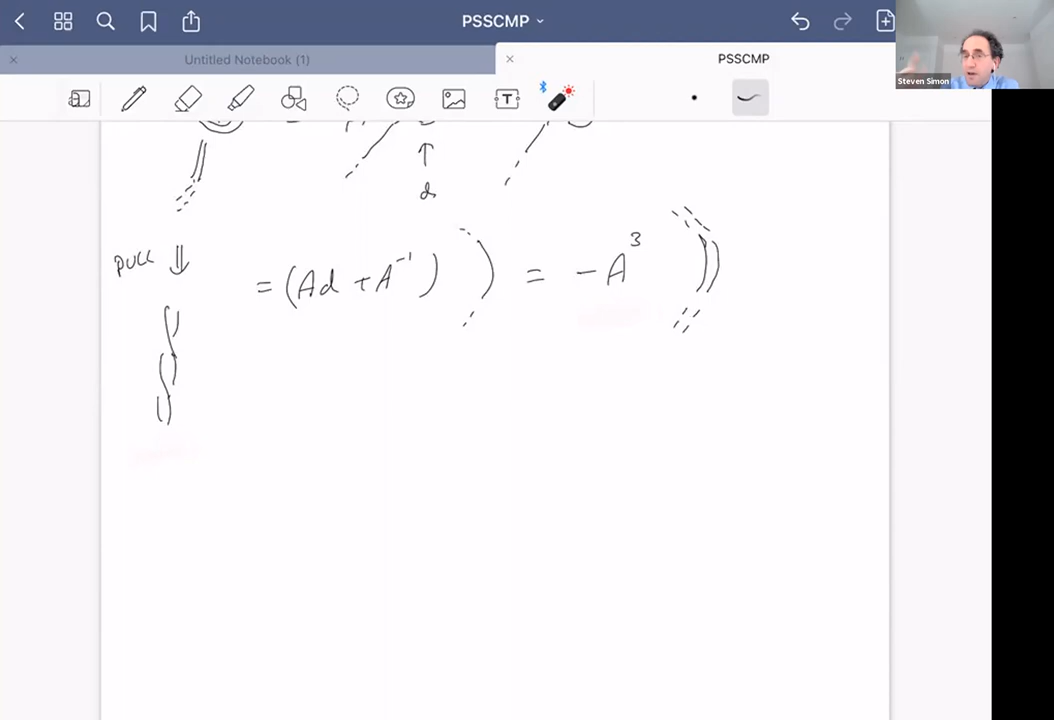 PSSCMP
Untitled Notebook (1)
PSSCMP
T
Steven Simon
d
PULL ⇓
= (Ad + A⁻¹) ) = -A³ ))